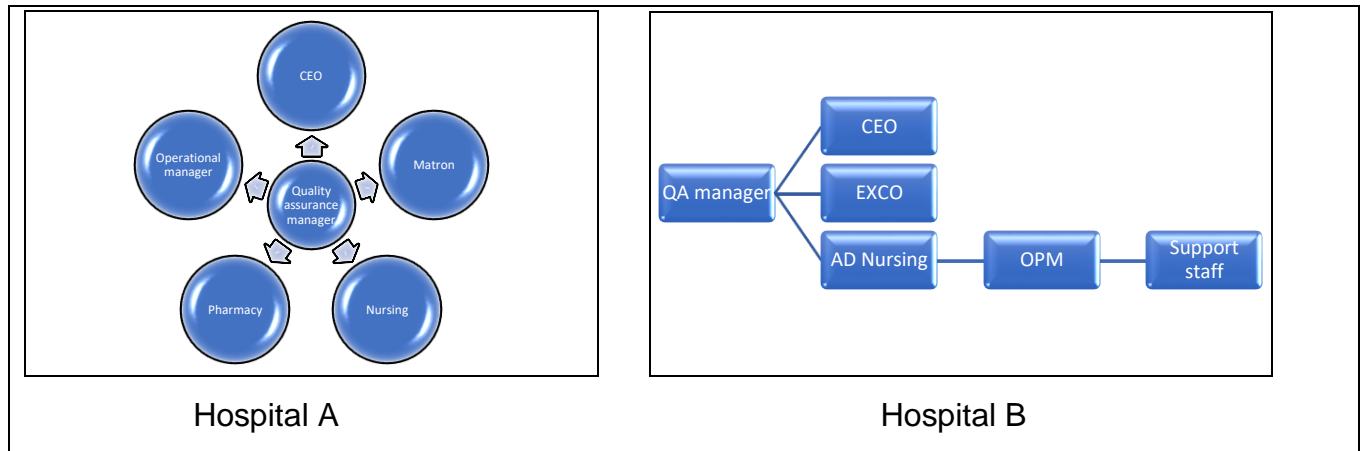 CEO
Operational
manager
Matron
Quality
assurance
manager
Pharmacy
Nursing
Hospital A
CEO
QA manager
EXCO
AD Nursing
OPM
Support
staff
Hospital B